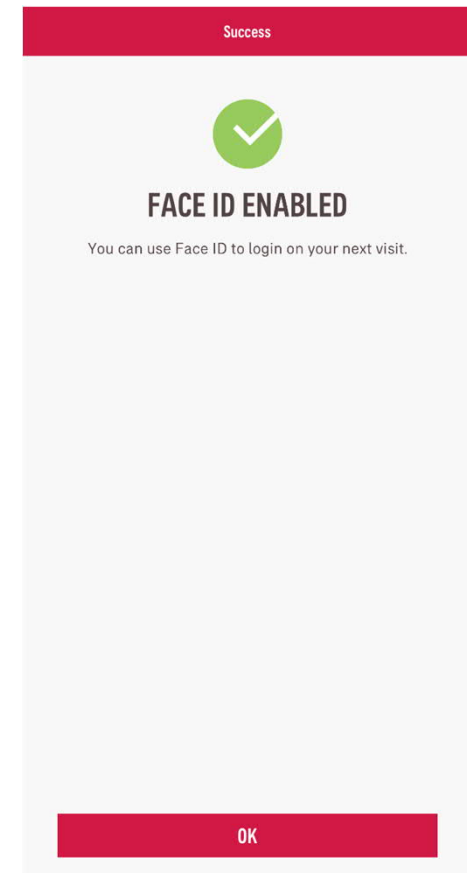 Success
FACE ID ENABLED
You can use Face ID to login on your next visit.
OK